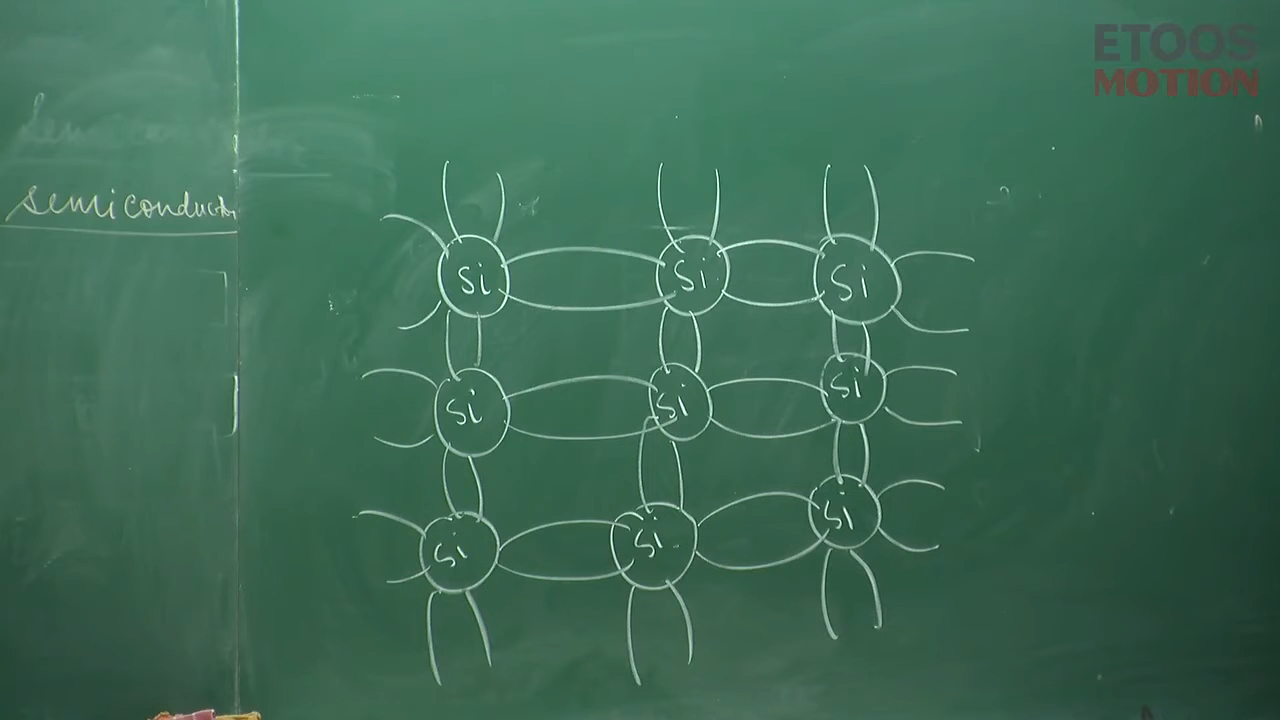 ETOOS
MOTION
semiconductor
Si Si Si
Si Si Si
Si Si Si